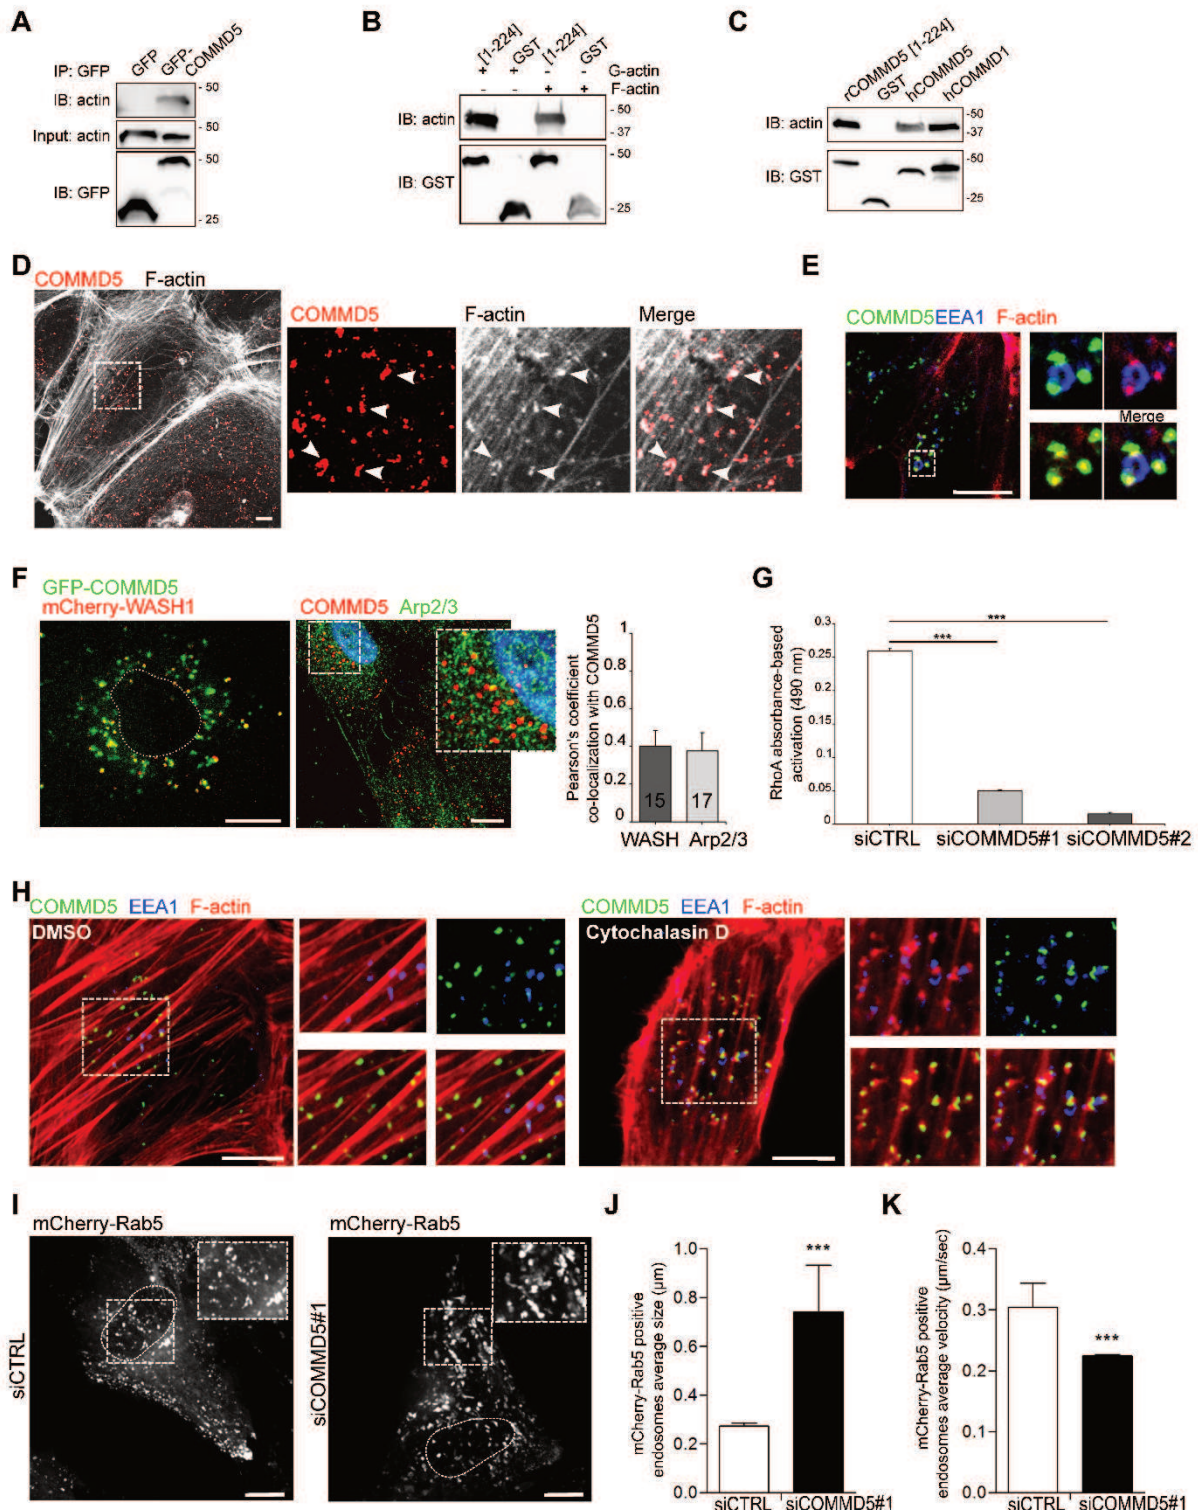 A
IP: GFP
GFP
GFP-COMMD5
IB: actin
- 50
Input: actin
- 50
- 50
IB: GFP
- 25
B
[1-224]
GST
[1-224]
GST
+ + - - G-actin
- - + + F-actin
IB: actin
- 50
- 37
- 50
IB: GST
- 25
C
rCOMMD5 [1-224]
GST
hCOMMD5
hCOMMD1
IB: actin
- 50
- 37
- 50
IB: GST
- 25
D
COMMD5 F-actin
COMMD5
F-actin
Merge
E
COMMD5 EEA1 F-actin
Merge
F
GFP-COMMD5
mCherry-WASH1
COMMD5 Arp2/3
Pearson's coefficient
co-localization with COMMD5
1
0.8
0.6
0.4
0.2
0
15
17
WASH
Arp2/3
G
RhoA absorbance-based
activation (490 nm)
0.3
0.25
0.2
0.15
0.1
0.05
0
***
***
siCTRL
siCOMMD5#1
siCOMMD5#2
H
COMMD5 EEA1 F-actin
DMSO
COMMD5 EEA1 F-actin
Cytochalasin D
I
mCherry-Rab5
siCTRL
mCherry-Rab5
siCOMMD5#1
J
mCherry-Rab5 positive
endosomes average size (µm)
1.0
0.8
0.6
0.4
0.2
0
***
siCTRL
siCOMMD5#1
K
mCherry-Rab5 positive
endosomes average velocity (µm/sec)
0.4
0.3
0.2
0.1
0
***
siCTRL
siCOMMD5#1